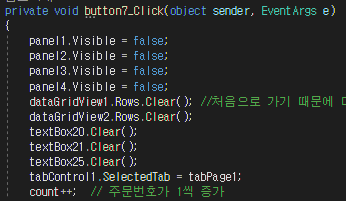 private void button7_Click(object sender, EventArgs e)
{
panel1.Visible = false;
panel2.Visible = false;
panel3.Visible = false;
panel4.Visible = false;
dataGridView1.Rows.Clear(); //처음으로 가기 때문에
dataGridView2.Rows.Clear();
textBox20.Clear();
textBox21.Clear();
textBox25.Clear();
tabControl1.SelectedTab = tabPage1;
count++; // 주문번호가 1씩 증가